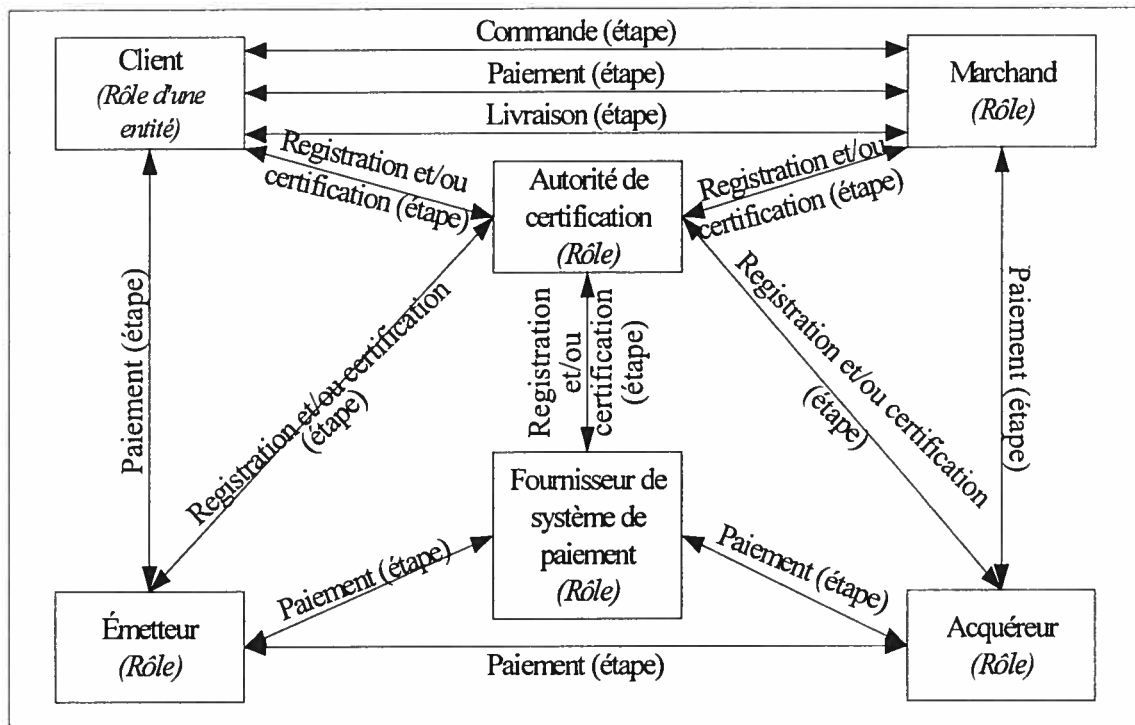 Commande (étape)
Client
(Rôle d'une
entité)
Paiement (étape)
Marchand
(Rôle)
Livraison (étape)
Registration et/ou
certification (étape)
Autorité de
certification
(Rôle)
Registration et/ou
certification (étape)
Paiement (étape)
Registration et/ou certification
(étape)
Registration
et/ou
certification
(étape)
Registration et/ou certification
(étape)
Paiement (étape)
Fournisseur de
système de
paiement
(Rôle)
Paiement (étape)
Paiement (étape)
Émetteur
(Rôle)
Paiement (étape)
Acquéreur
(Rôle)